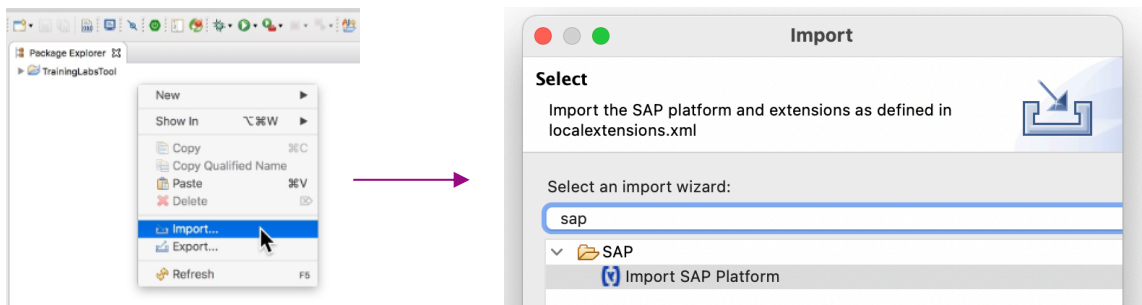 Package Explorer
TrainingLabsTool
New
Show In ⌥⌘W
Copy ⌘C
Copy Qualified Name
Paste ⌘V
Delete ⌦
Import...
Export...
Refresh F5
Import
Select
Import the SAP platform and extensions as defined in
localextensions.xml
Select an import wizard:
sap
SAP
Import SAP Platform